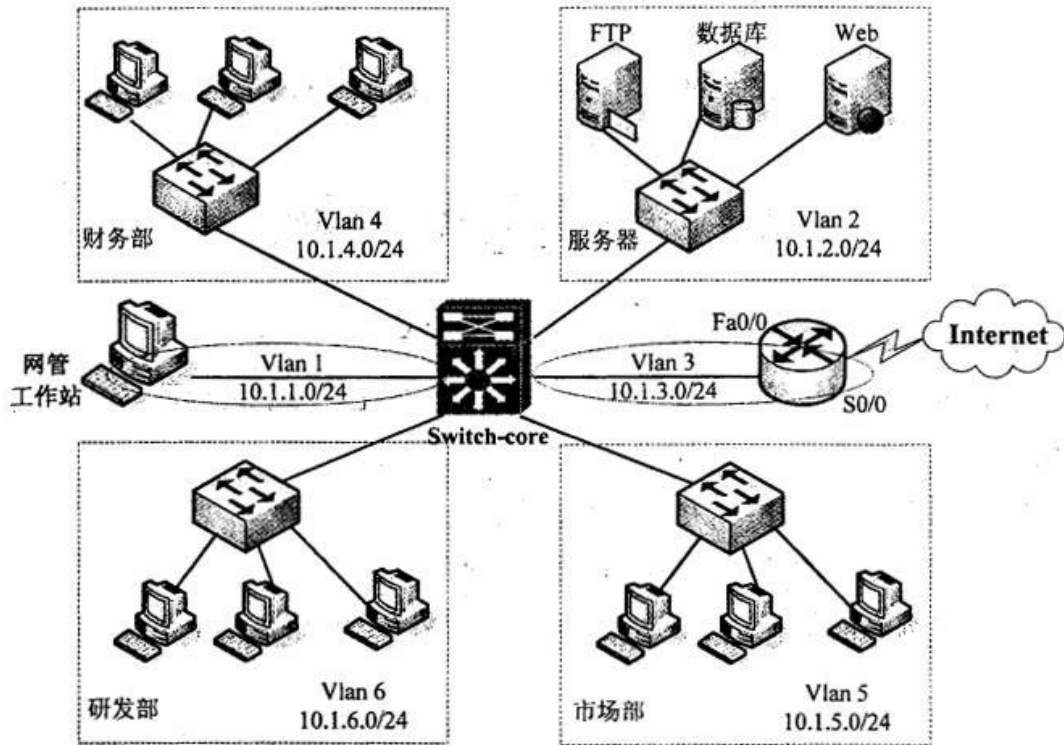 FTP 数据库 Web
财务部
Vlan 4
10.1.4.0/24
服务器
Vlan 2
10.1.2.0/24
网管
工作站
Vlan 1
10.1.1.0/24
Switch-core
Vlan 3
10.1.3.0/24
Fa0/0
S0/0
Internet
研发部
Vlan 6
10.1.6.0/24
市场部
Vlan 5
10.1.5.0/24